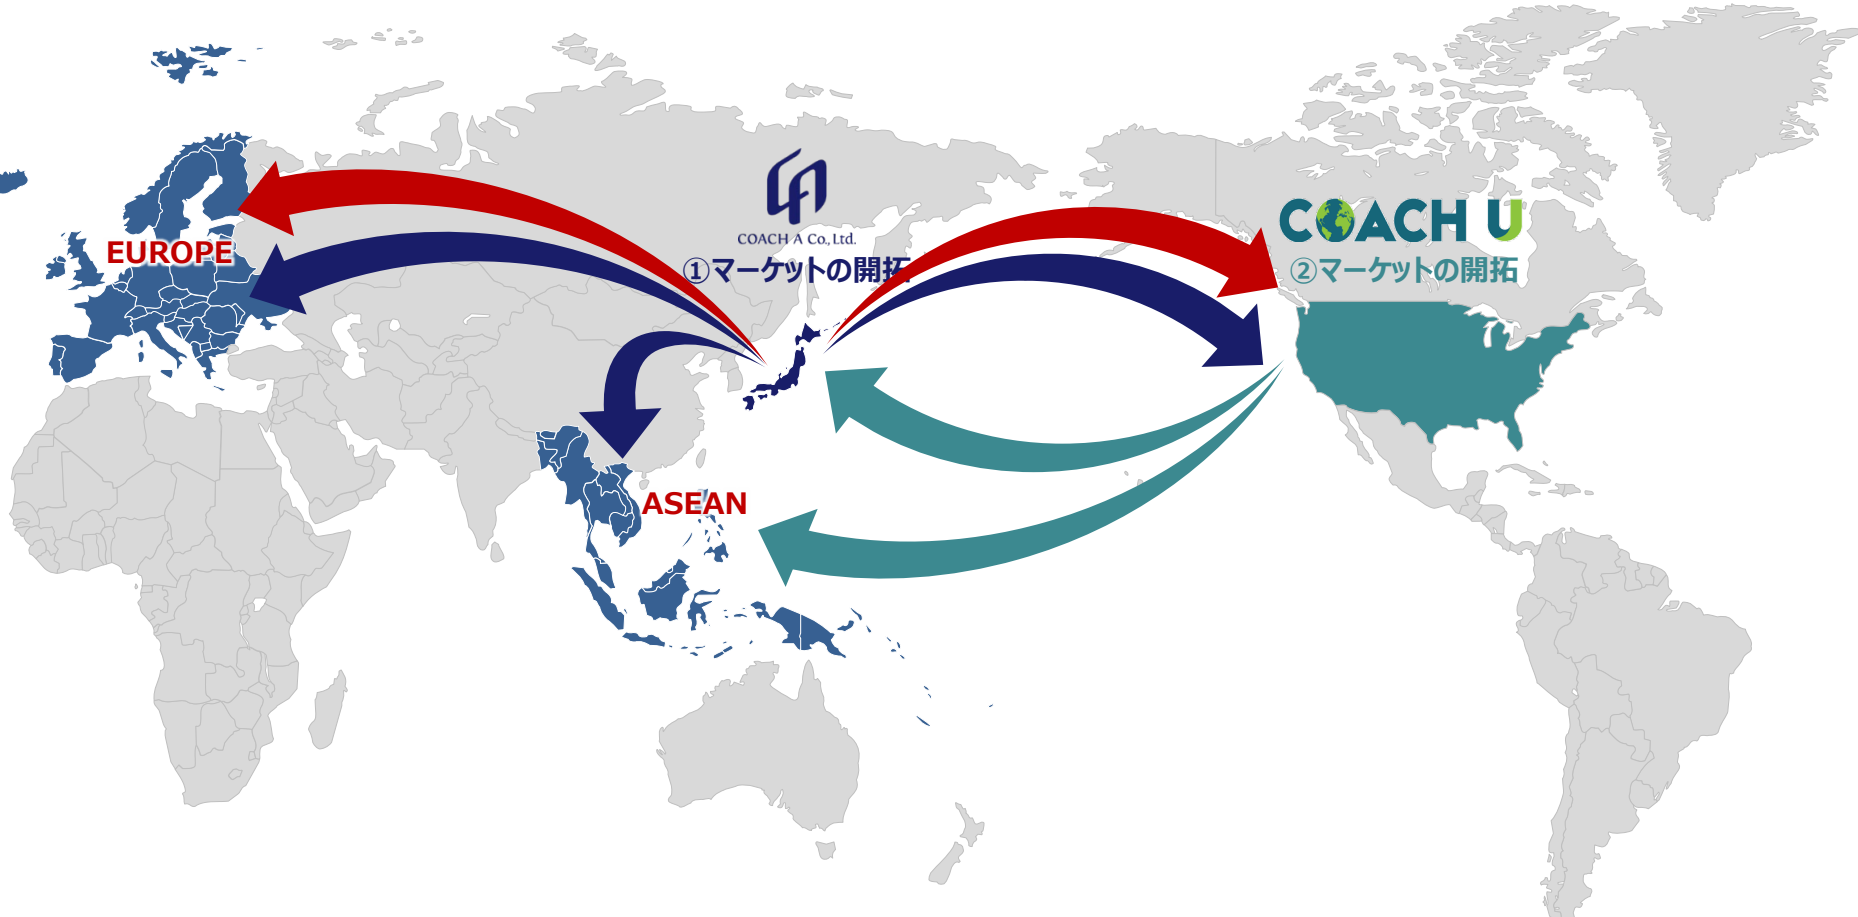 COACH A Co., Ltd.
①マーケットの開拓
COACH U
②マーケットの開拓
EUROPE
ASEAN